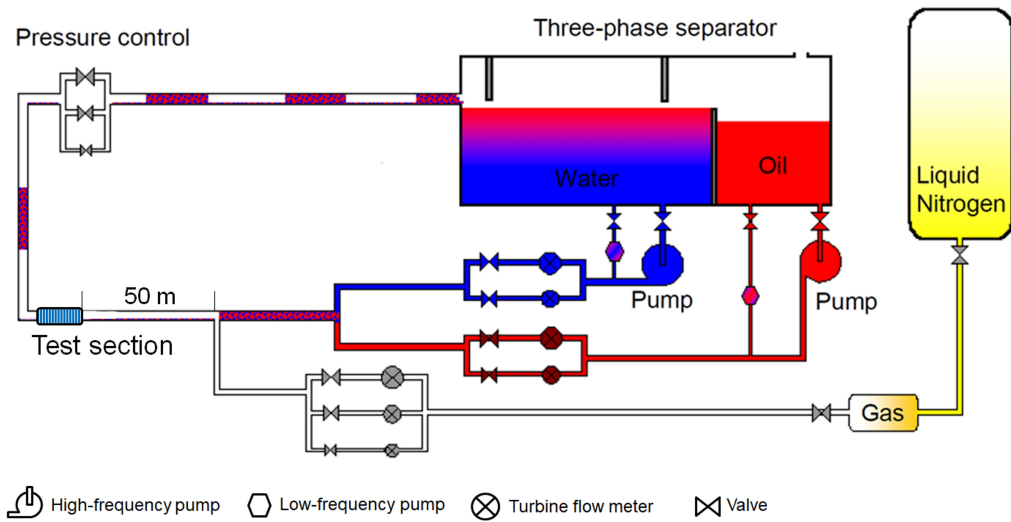 Pressure control
Three-phase separator
Water
Oil
Liquid
Nitrogen
50 m
Pump
Pump
Test section
Gas
High-frequency pump
Low-frequency pump
Turbine flow meter
Valve